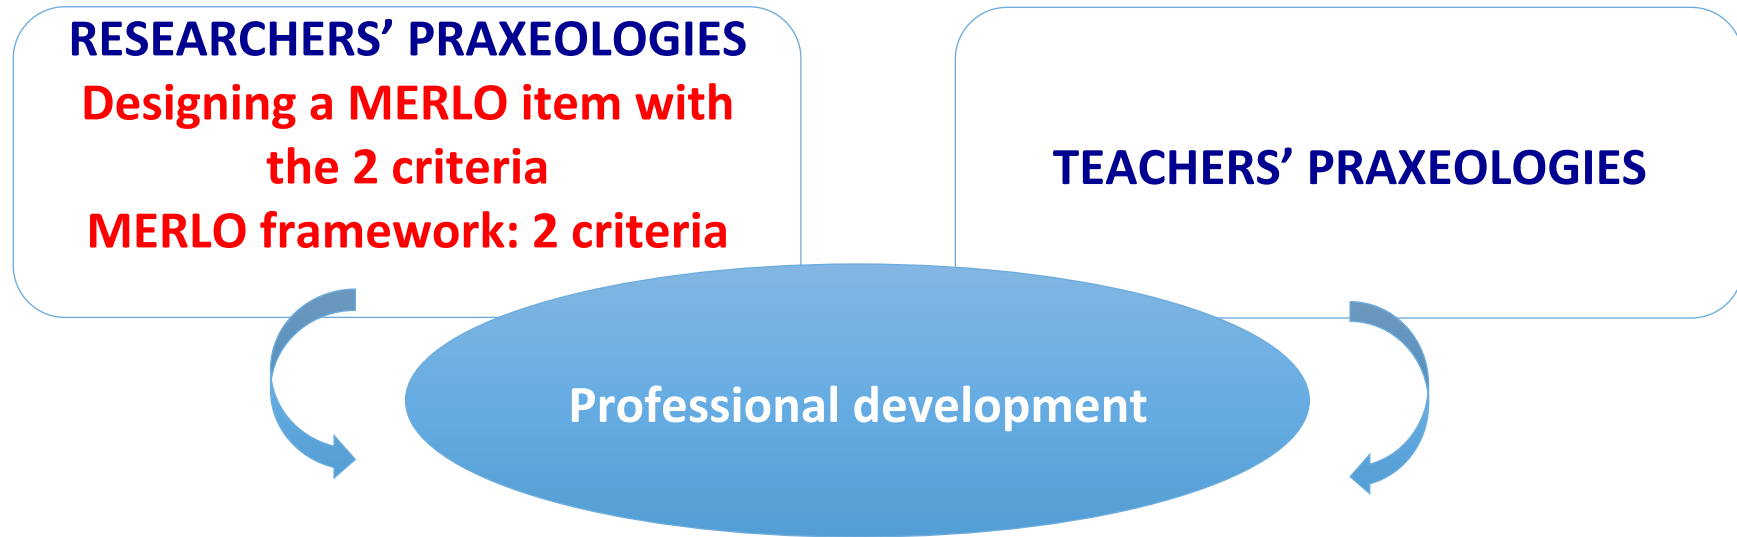 RESEARCHERS’ PRAXEOLOGIES
Designing a MERLO item with
the 2 criteria
MERLO framework: 2 criteria
TEACHERS’ PRAXEOLOGIES
Professional development